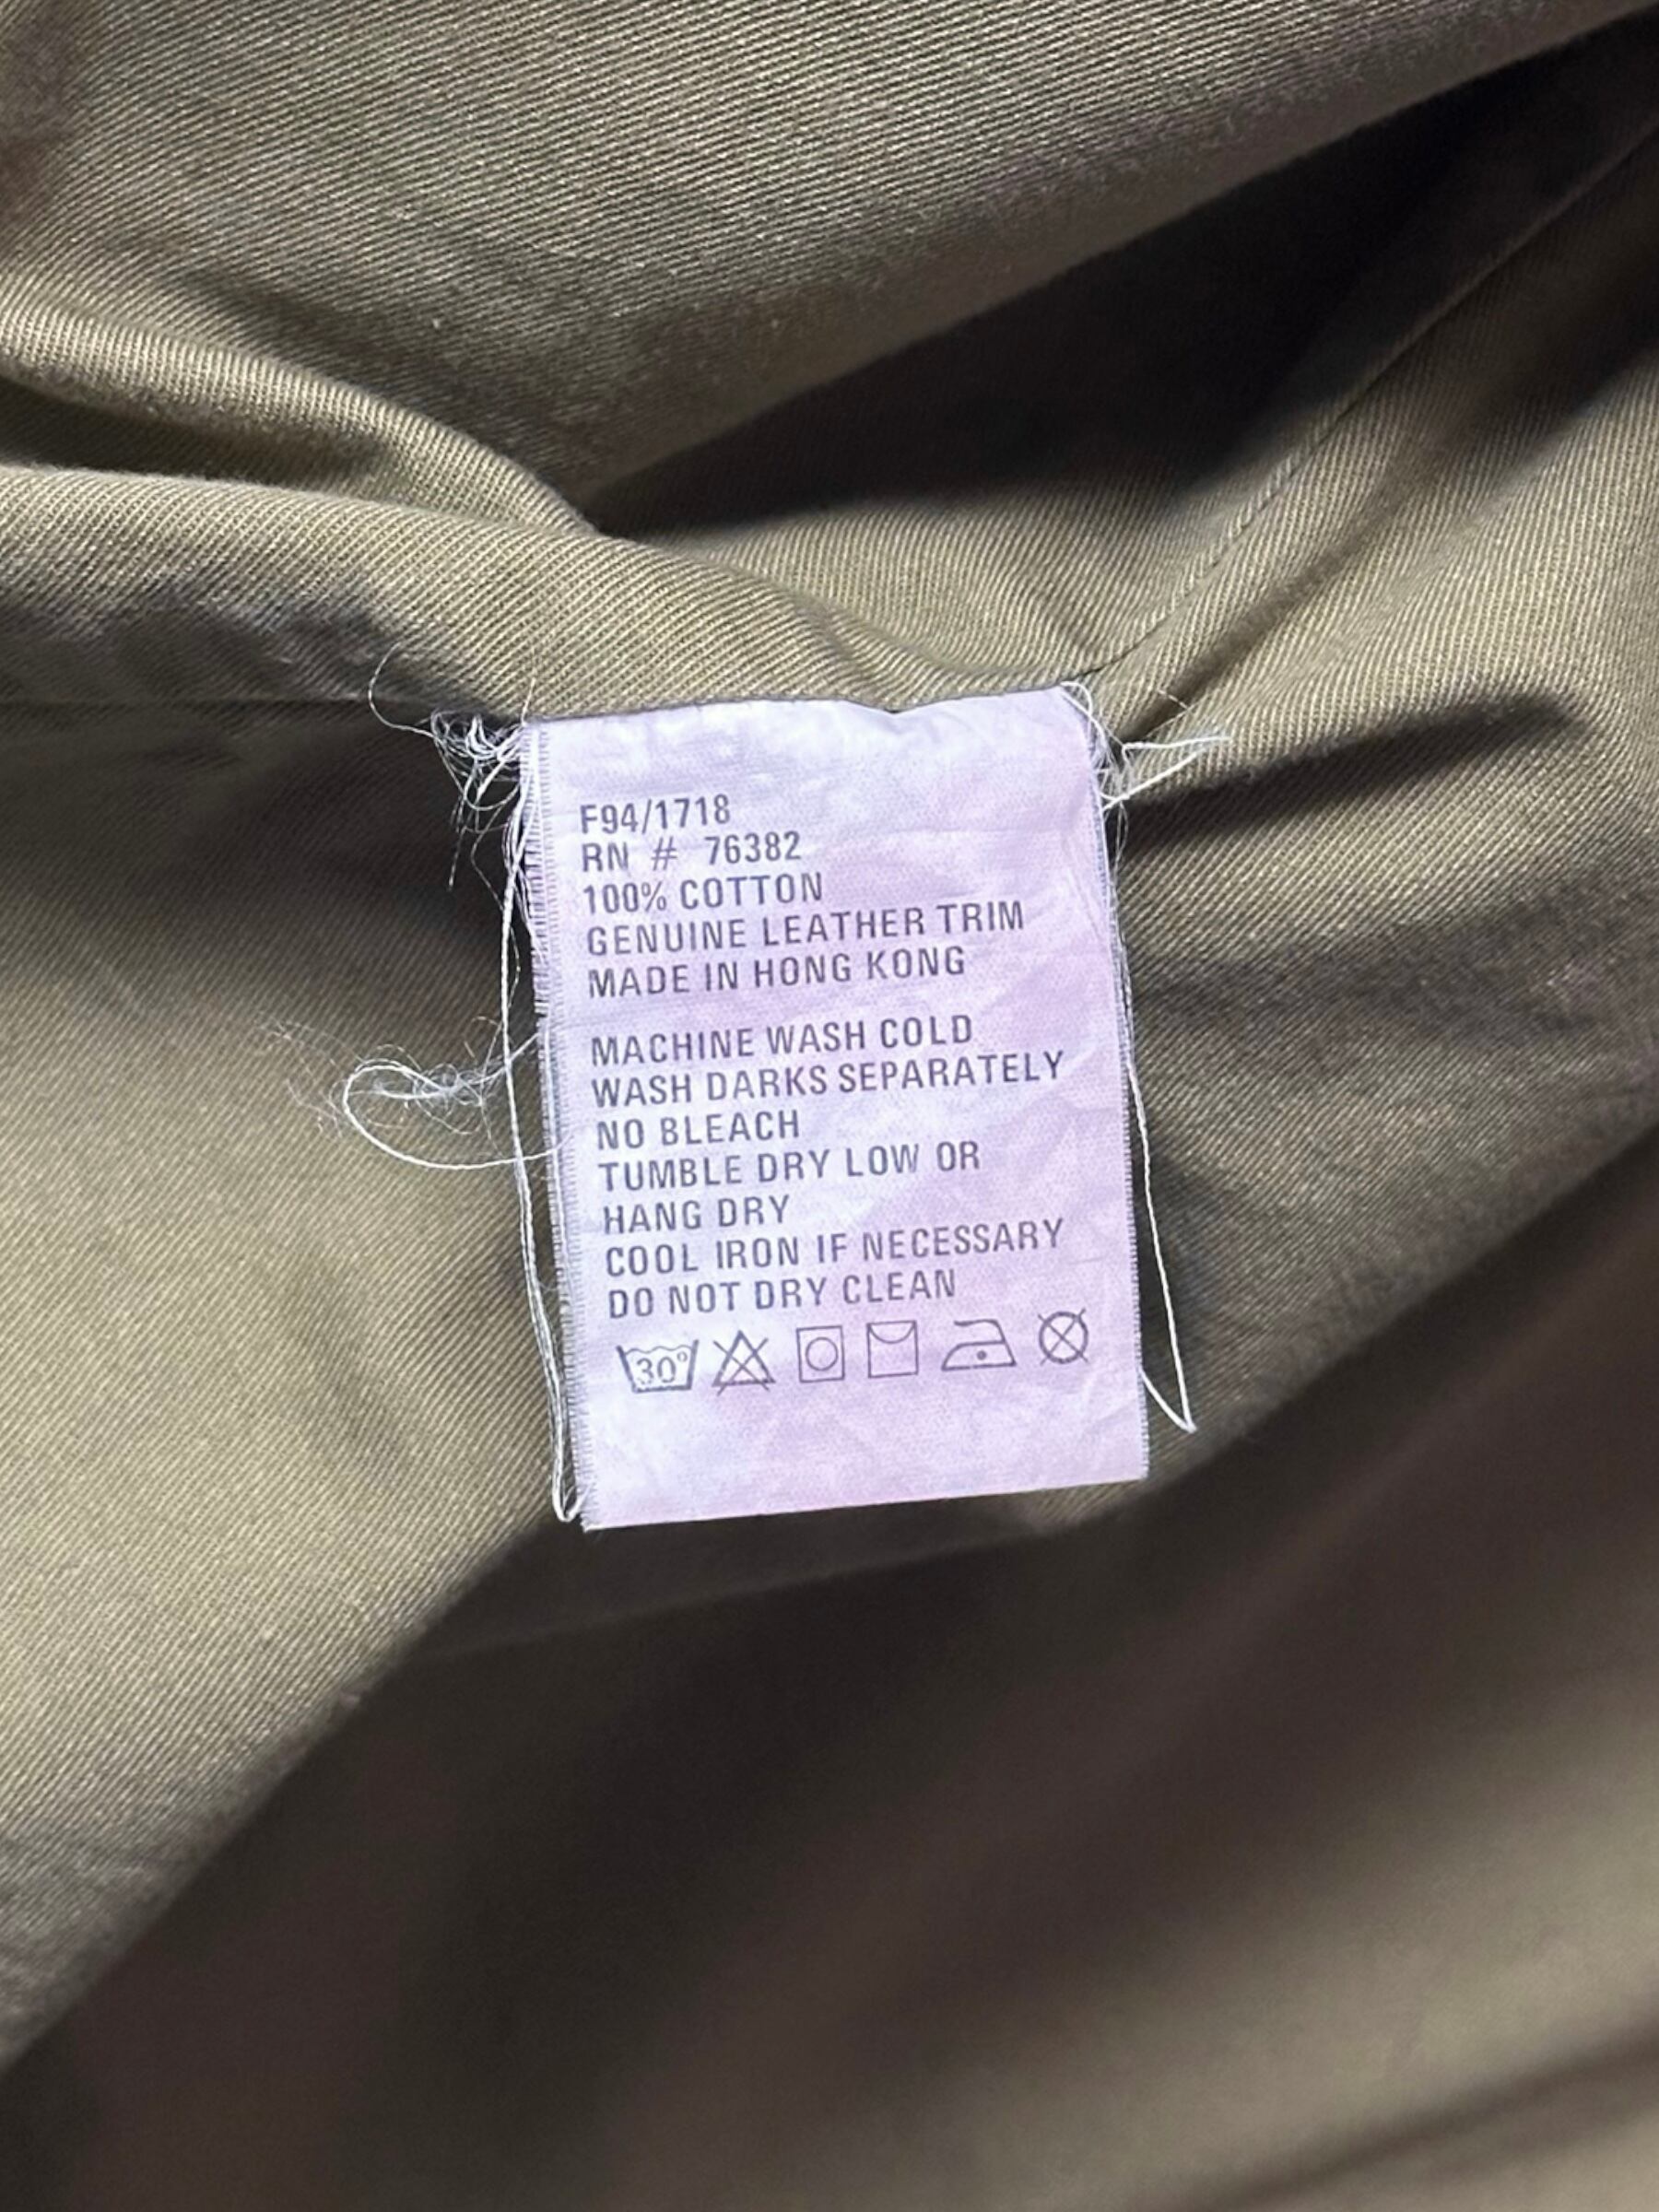 F94/1718
RN # 76382
100% COTTON
GENUINE LEATHER TRIM
MADE IN HONG KONG
MACHINE WASH COLD
WASH DARKS SEPARATELY
NO BLEACH
TUMBLE DRY LOW OR
HANG DRY
COOL IRON IF NECESSARY
DO NOT DRY CLEAN
30°